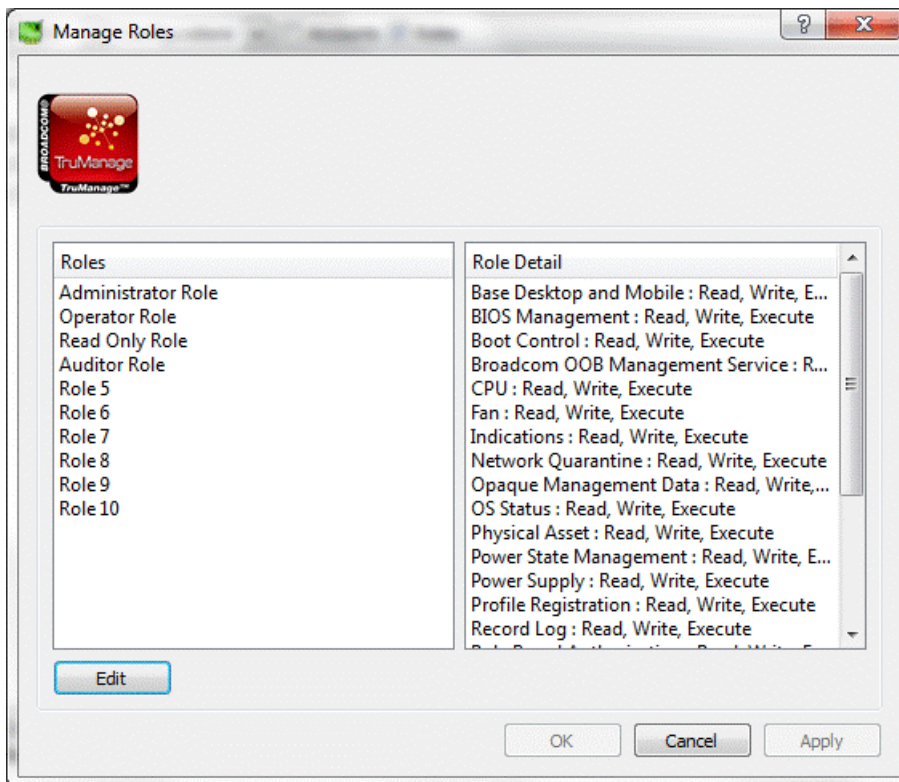 Manage Roles
BROADCOM®
TruManage
TruManage™
Roles
Administrator Role
Operator Role
Read Only Role
Auditor Role
Role 5
Role 6
Role 7
Role 8
Role 9
Role 10
Role Detail
Base Desktop and Mobile : Read, Write, E...
BIOS Management : Read, Write, Execute
Boot Control : Read, Write, Execute
Broadcom OOB Management Service : R...
CPU : Read, Write, Execute
Fan : Read, Write, Execute
Indications : Read, Write, Execute
Network Quarantine : Read, Write, Execute
Opaque Management Data : Read, Write,...
OS Status : Read, Write, Execute
Physical Asset : Read, Write, Execute
Power State Management : Read, Write, E...
Power Supply : Read, Write, Execute
Profile Registration : Read, Write, Execute
Record Log : Read, Write, Execute
Edit
OK
Cancel
Apply